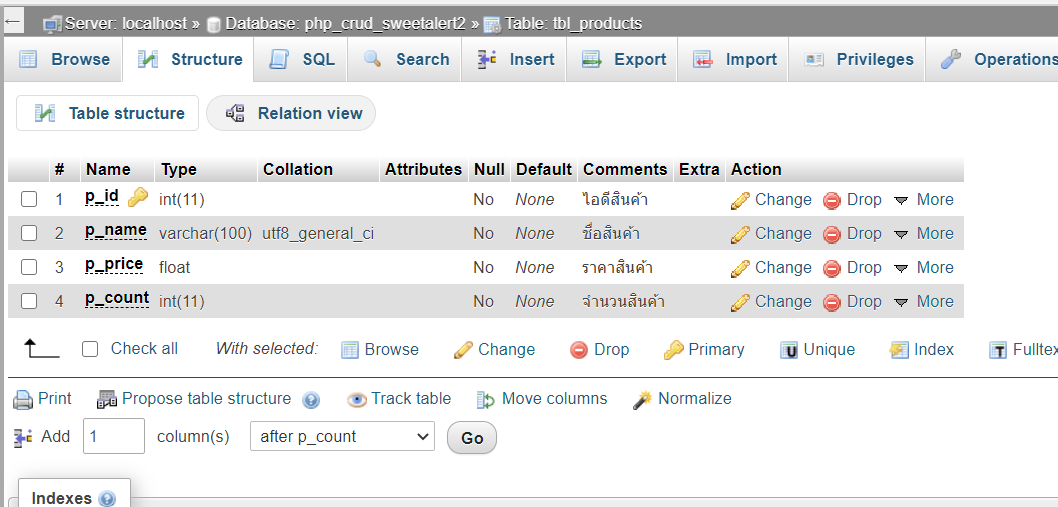 ← Server: localhost » Database: php_crud_sweetalert2 » Table: tbl_products
Browse Structure SQL Search Insert Export Import Privileges Operations
Table structure Relation view
# Name Type Collation Attributes Null Default Comments Extra Action
1 p_id int(11) No None ไอดีสินค้า Change Drop More
2 p_name varchar(100) utf8_general_ci No None ชื่อสินค้า Change Drop More
3 p_price float No None ราคาสินค้า Change Drop More
4 p_count int(11) No None จำนวนสินค้า Change Drop More
Check all With selected: Browse Change Drop Primary Unique Index Fullte
Print Propose table structure Track table Move columns Normalize
Add 1 column(s) after p_count Go
Indexes